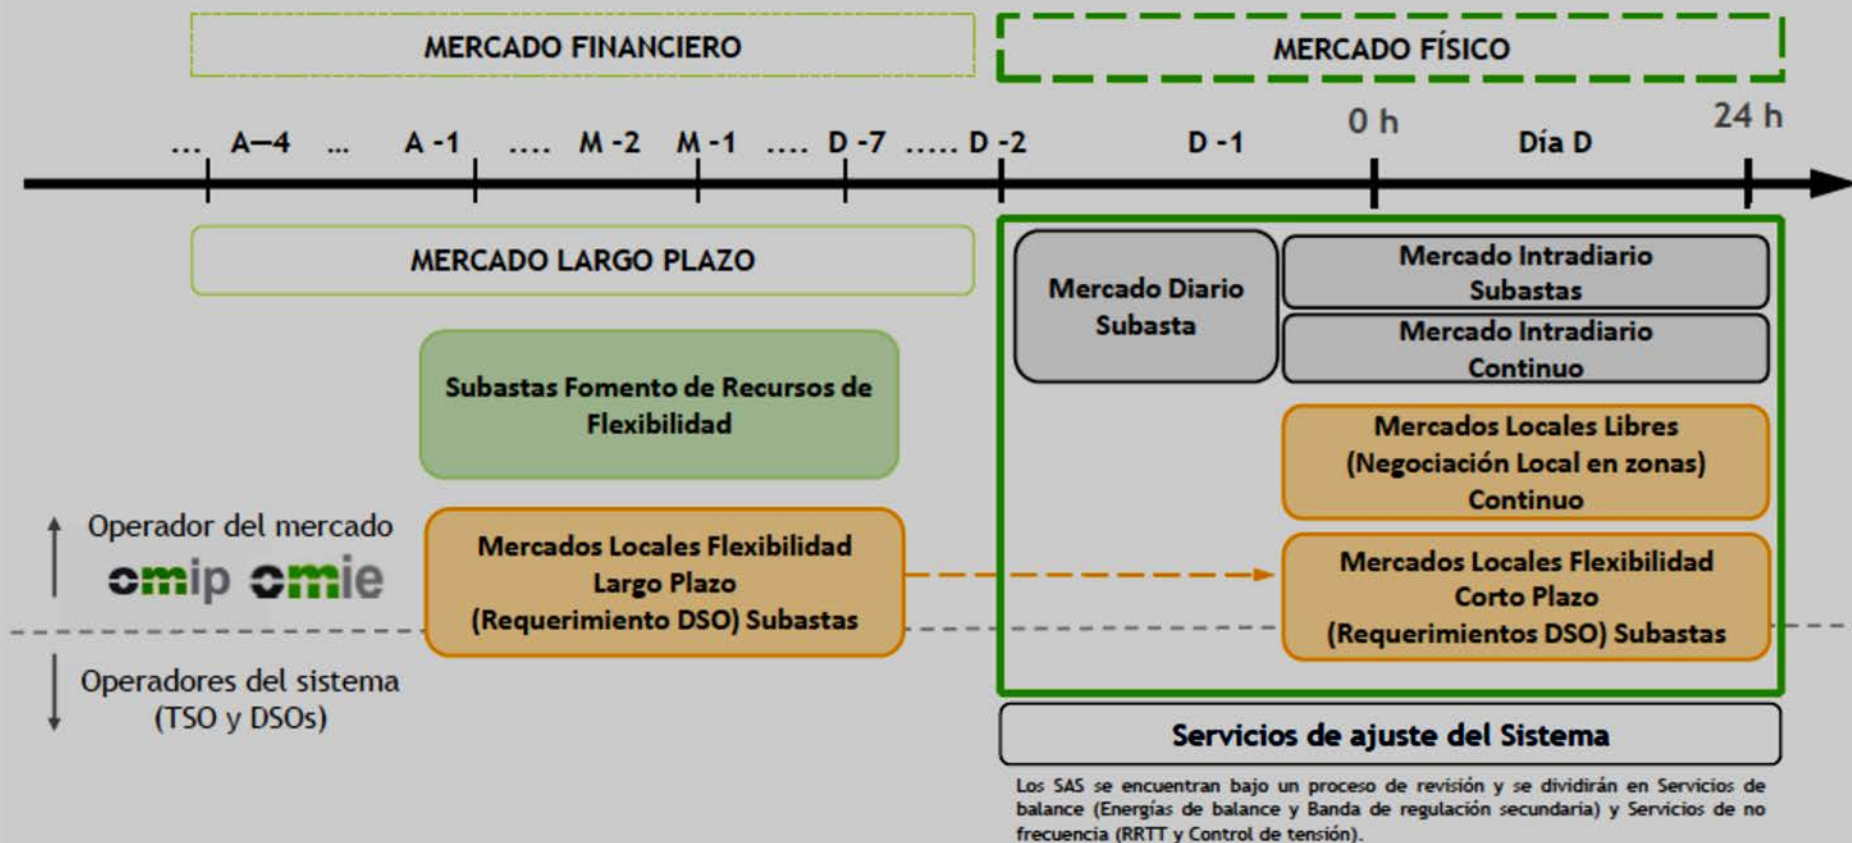 MERCADO FINANCIERO
MERCADO FÍSICO
... A—4 ... A -1 .... M -2 M -1 .... D -7 ..... D -2 D -1 0 h Día D 24 h
MERCADO LARGO PLAZO
Mercado Diario
Subasta
Mercado Intradiario
Subastas
Mercado Intradiario
Continuo
Subastas Fomento de Recursos de
Flexibilidad
Mercados Locales Libres
(Negociación Local en zonas)
Continuo
Operador del mercado
omip omie
Mercados Locales Flexibilidad
Largo Plazo
(Requerimiento DSO) Subastas
Mercados Locales Flexibilidad
Corto Plazo
(Requerimientos DSO) Subastas
Operadores del sistema
(TSO y DSOs)
Servicios de ajuste del Sistema
Los SAS se encuentran bajo un proceso de revisión y se dividirán en Servicios de
balance (Energías de balance y Banda de regulación secundaria) y Servicios de no
frecuencia (RRTT y Control de tensión).